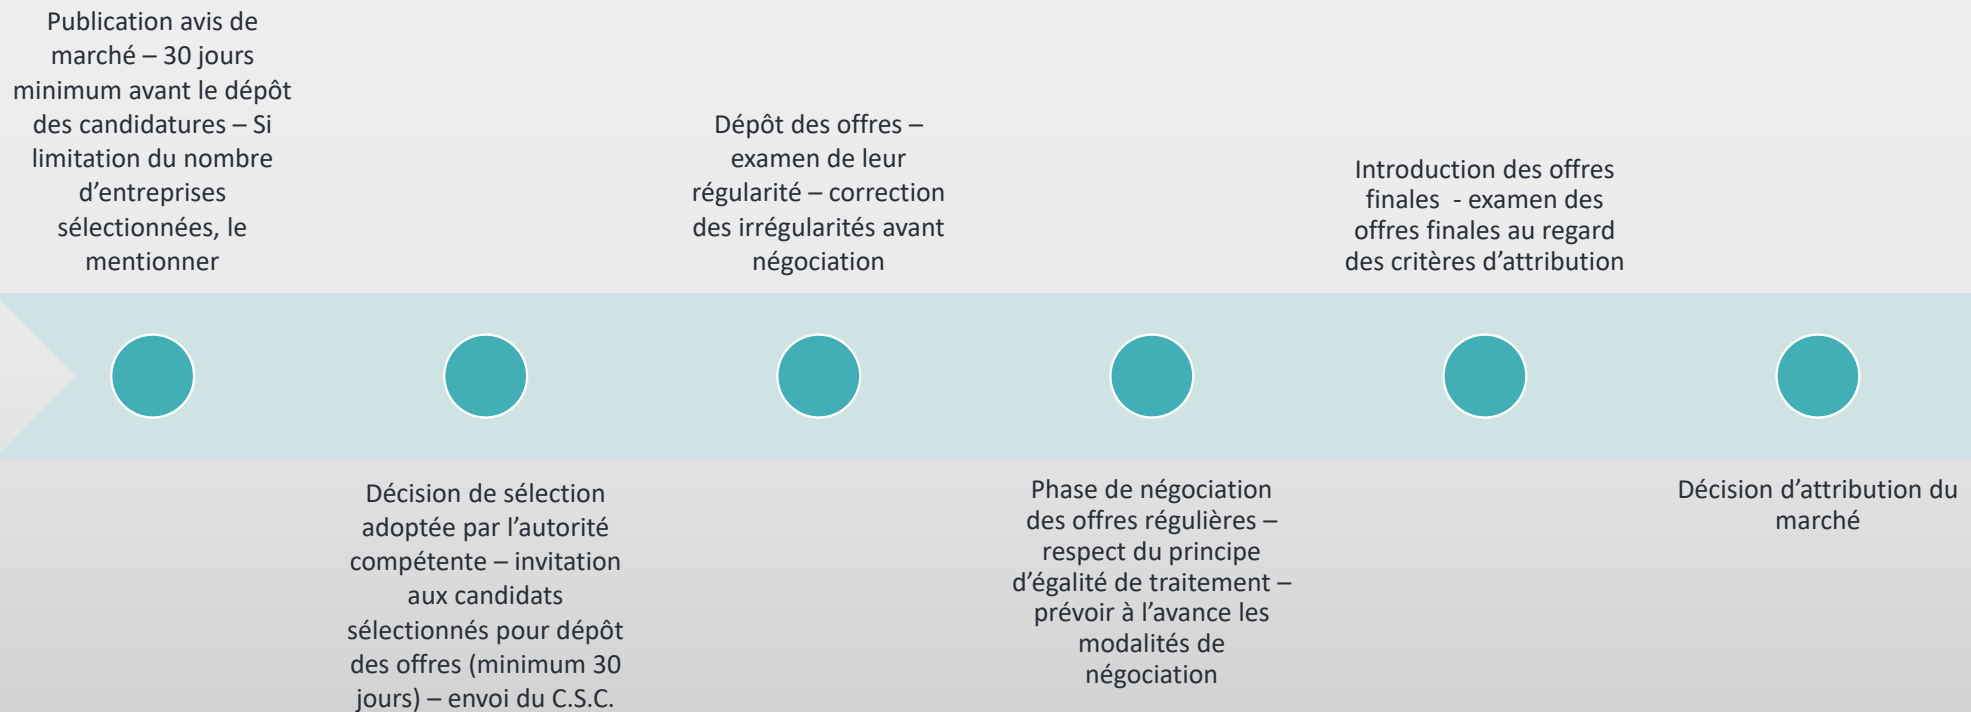 Publication avis de
marché – 30 jours
minimum avant le dépôt
des candidatures – Si
limitation du nombre
d’entreprises
sélectionnées, le
mentionner
Décision de sélection
adoptée par l’autorité
compétente – invitation
aux candidats
sélectionnés pour dépôt
des offres (minimum 30
jours) – envoi du C.S.C.
Dépôt des offres –
examen de leur
régularité – correction
des irrégularités avant
négociation
Phase de négociation
des offres régulières –
respect du principe
d’égalité de traitement –
prévoir à l’avance les
modalités de
négociation
Introduction des offres
finales - examen des
offres finales au regard
des critères d’attribution
Décision d’attribution du
marché